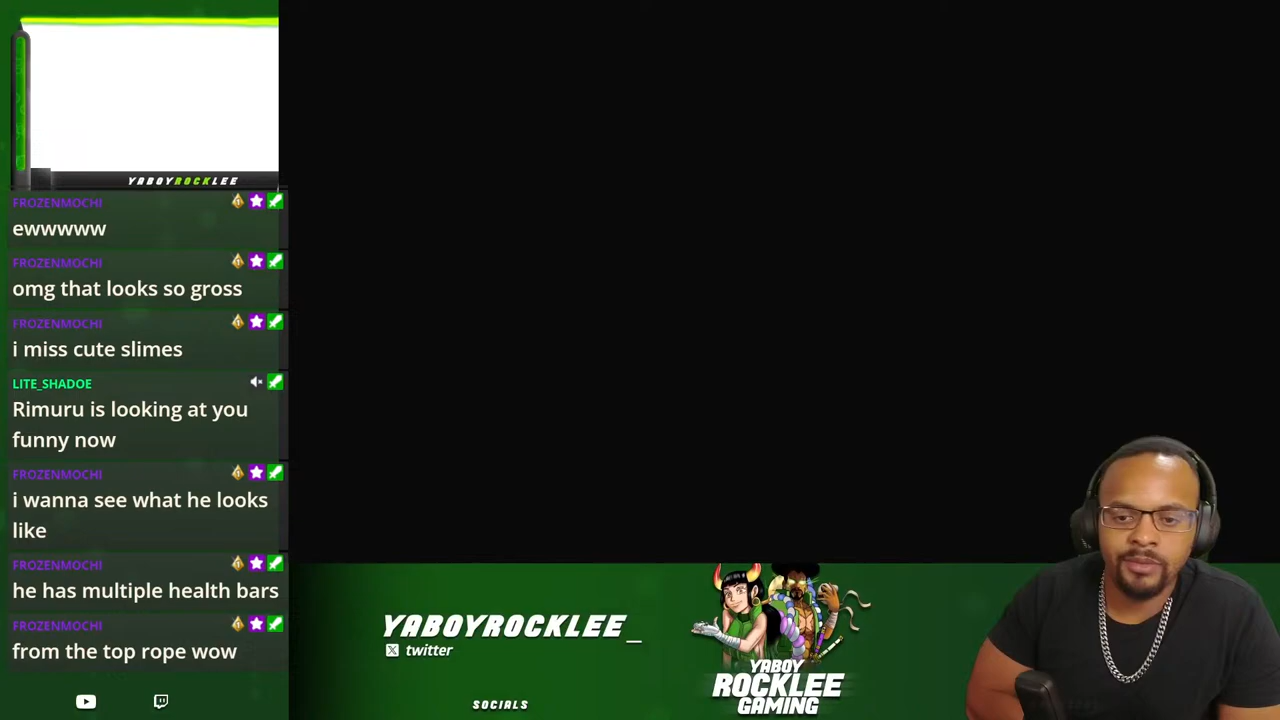 YABOYROCKLEE
FROZENMOCHI
ewwwww
FROZENMOCHI
omg that looks so gross
FROZENMOCHI
i miss cute slimes
LITE_SHADOE
Rimuru is looking at you
funny now
FROZENMOCHI
i wanna see what he looks
like
FROZENMOCHI
he has multiple health bars
FROZENMOCHI
from the top rope wow
YABOYROCKLEE_
twitter
SOCIALS
YABOY
ROCKLEE
GAMING